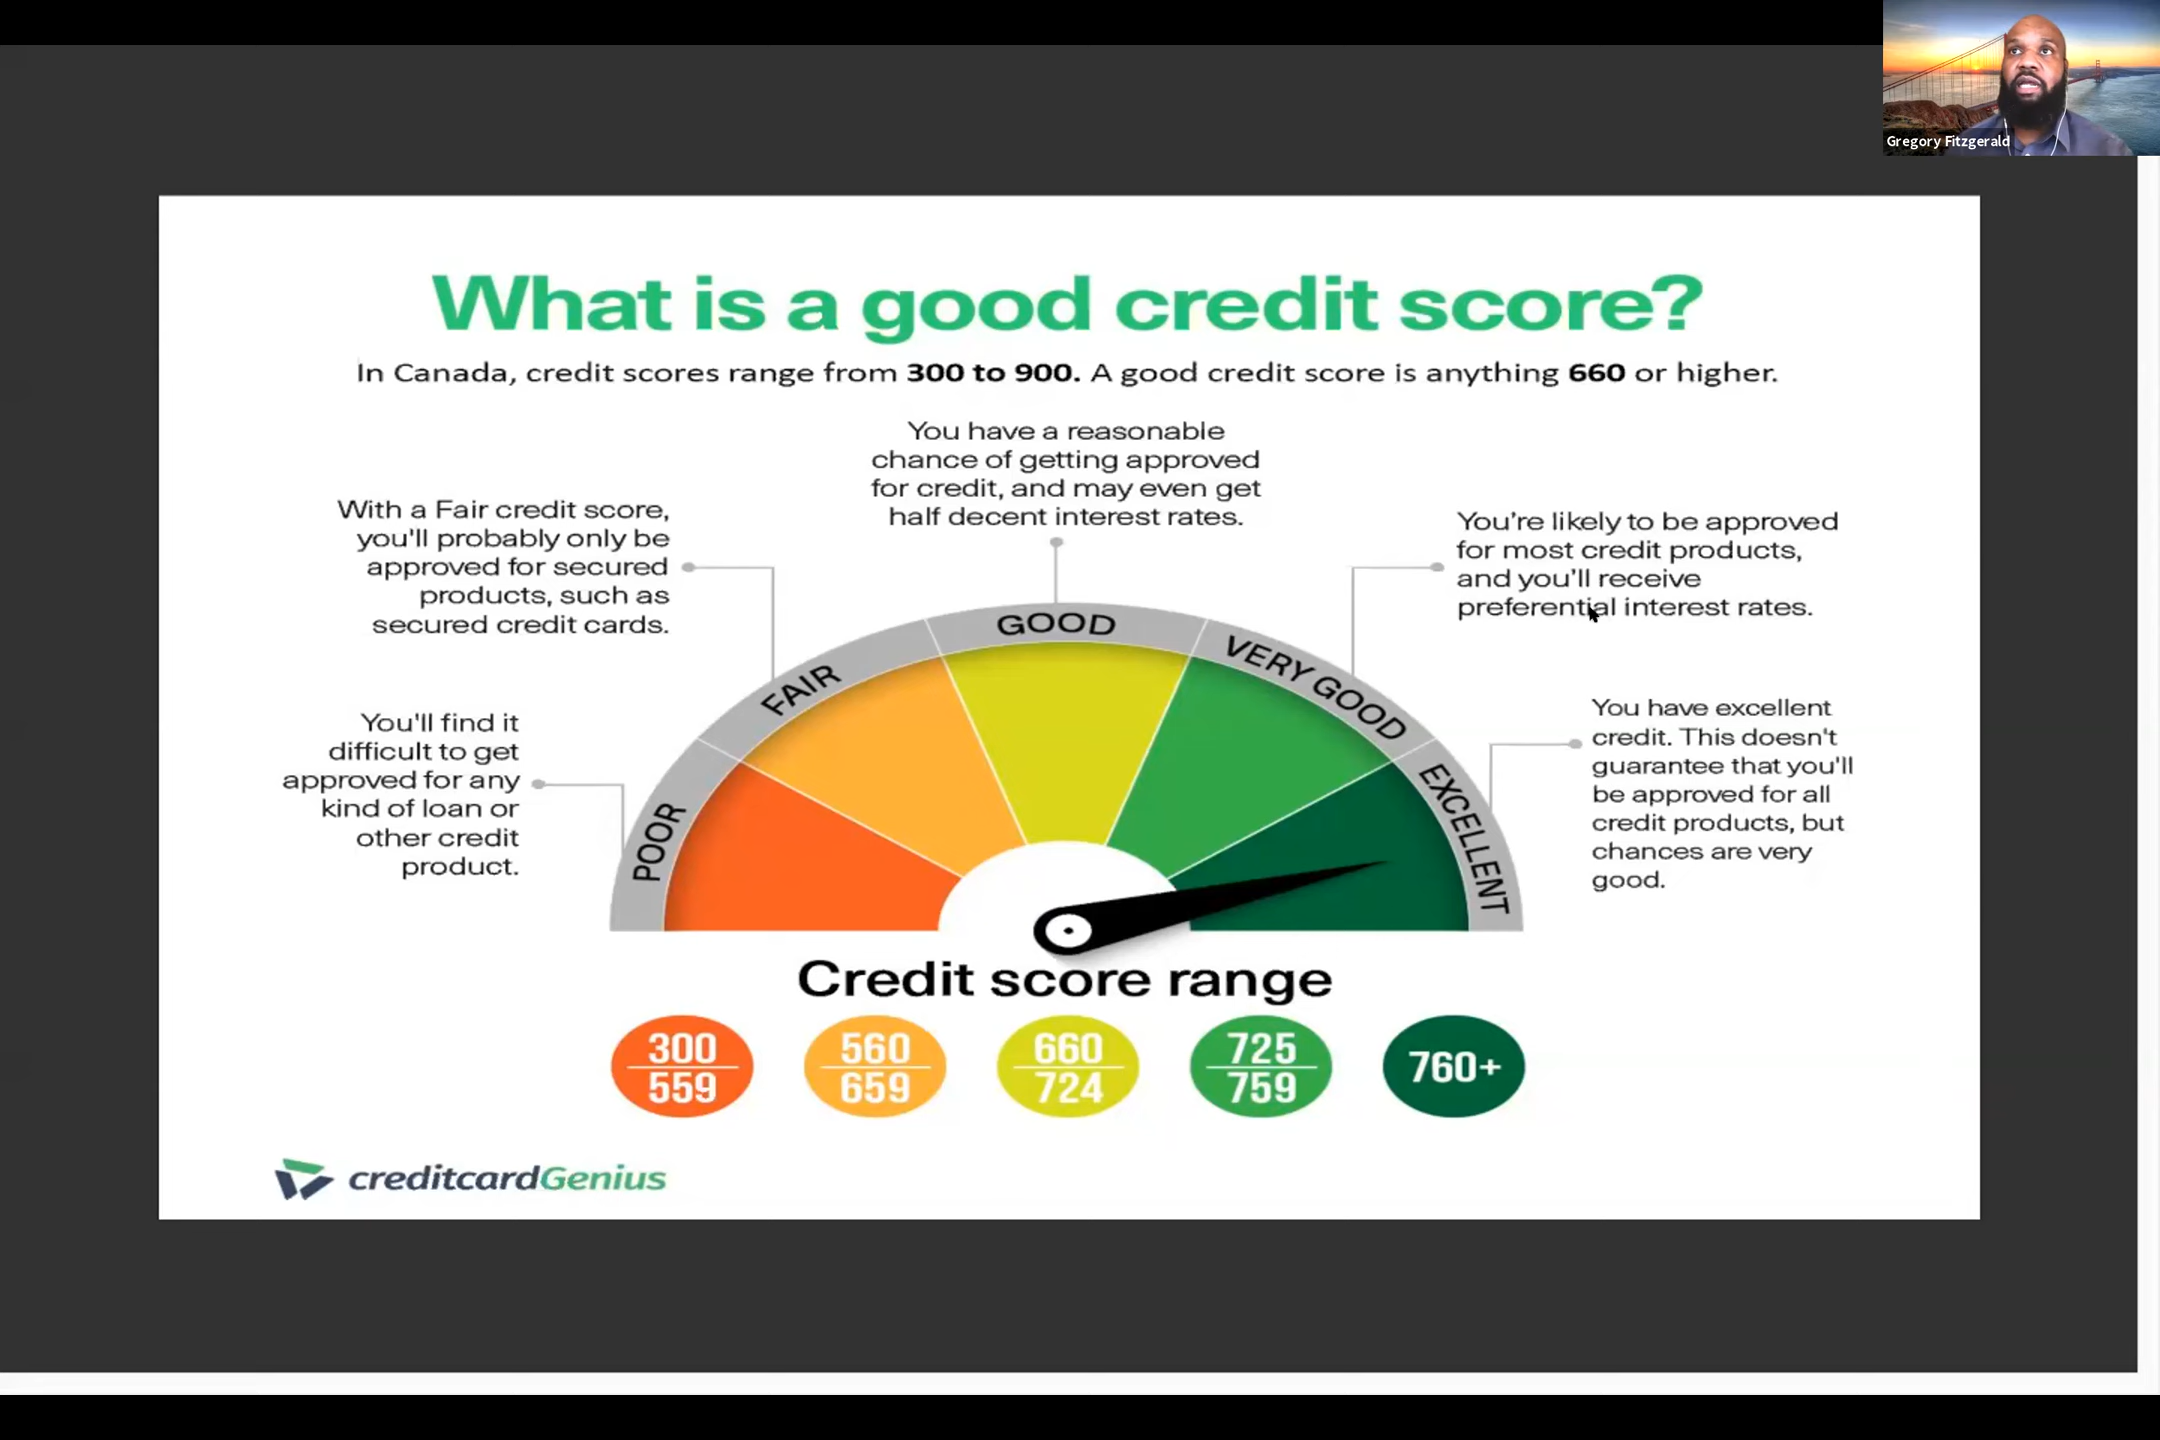 Gregory Fitzgerald
What is a good credit score?
In Canada, credit scores range from 300 to 900. A good credit score is anything 660 or higher.
You'll find it
difficult to get
approved for any
kind of loan or
other credit
product.
With a Fair credit score,
you'll probably only be
approved for secured
products, such as
secured credit cards.
You have a reasonable
chance of getting approved
for credit, and may even get
half decent interest rates.
You're likely to be approved
for most credit products,
and you'll receive
preferential interest rates.
You have excellent
credit. This doesn't
guarantee that you'll
be approved for all
credit products, but
chances are very
good.
POOR
FAIR
GOOD
VERY GOOD
EXCELLENT
Credit score range
300
559
560
659
660
724
725
759
760+
creditcardGenius